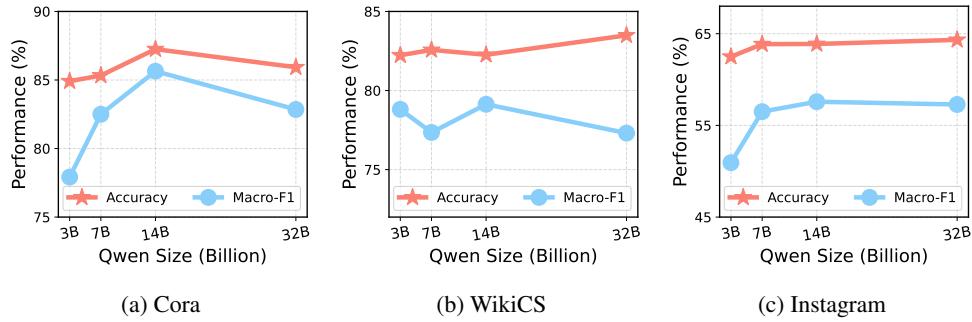 90
85
80
75
Performance (%)
Accuracy
Macro-F1
3B
7B
14B
32B
Qwen Size (Billion)
(a) Cora
85
80
75
Performance (%)
Accuracy
Macro-F1
3B
7B
14B
32B
Qwen Size (Billion)
(b) WikiCS
65
55
45
Performance (%)
Accuracy
Macro-F1
3B
7B
14B
32B
Qwen Size (Billion)
(c) Instagram